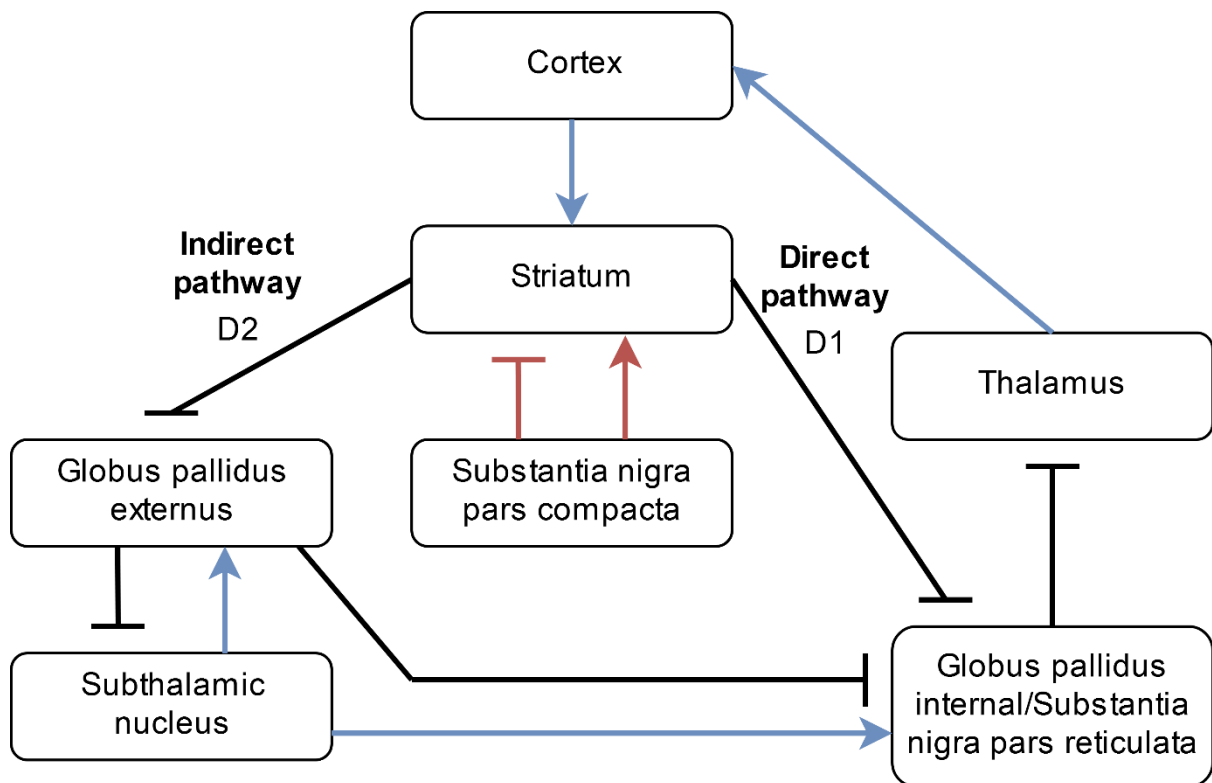 Cortex
Indirect
pathway
D2
Striatum
Direct
pathway
D1
Thalamus
Globus pallidus
externus
Substantia nigra
pars compacta
Subthalamic
nucleus
Globus pallidus
internal/Substantia
nigra pars reticulata